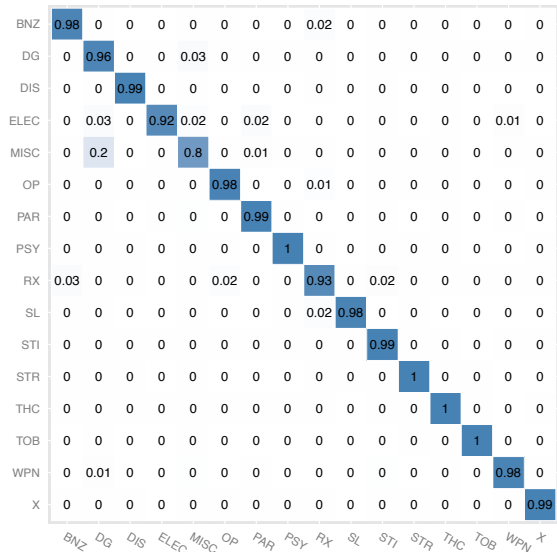 BNZ 0.98 0 0 0 0 0 0 0 0.02 0 0 0 0 0 0 0
DG 0 0.96 0 0 0.03 0 0 0 0 0 0 0 0 0 0 0
DIS 0 0 0.99 0 0 0 0 0 0 0 0 0 0 0 0 0
ELEC 0 0.03 0 0.92 0.02 0 0.02 0 0 0 0 0 0 0 0.01 0
MISC 0 0.2 0 0 0.8 0 0.01 0 0 0 0 0 0 0 0 0
OP 0 0 0 0 0 0.98 0 0 0.01 0 0 0 0 0 0 0
PAR 0 0 0 0 0 0 0.99 0 0 0 0 0 0 0 0 0
PSY 0 0 0 0 0 0 0 1 0 0 0 0 0 0 0 0
RX 0.03 0 0 0 0 0.02 0 0 0.93 0 0.02 0 0 0 0 0
SL 0 0 0 0 0 0 0 0 0.02 0.98 0 0 0 0 0 0
STI 0 0 0 0 0 0 0 0 0 0 0.99 0 0 0 0 0
STR 0 0 0 0 0 0 0 0 0 0 0 1 0 0 0 0
THC 0 0 0 0 0 0 0 0 0 0 0 0 1 0 0 0
TOB 0 0 0 0 0 0 0 0 0 0 0 0 0 1 0 0
WPN 0 0.01 0 0 0 0 0 0 0 0 0 0 0 0 0.98 0
X 0 0 0 0 0 0 0 0 0 0 0 0 0 0 0 0.99
BNZ DG DIS ELEC MISC OP PAR PSY RX SL STI STR THC TOB WPN X